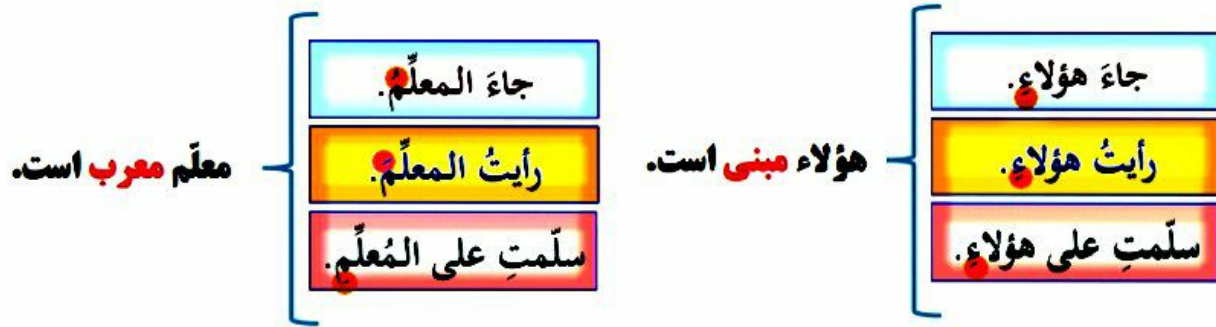 جاءَ هؤلاءِ.
رأيتُ هؤلاءِ.
سلّمتِ على هؤلاءِ.
هؤلاء مبنی است.
جاءَ المعلِّمُ.
رأيتُ المعلِّمَ.
سلّمتِ على المُعلِّمِ.
معلّم معرب است.